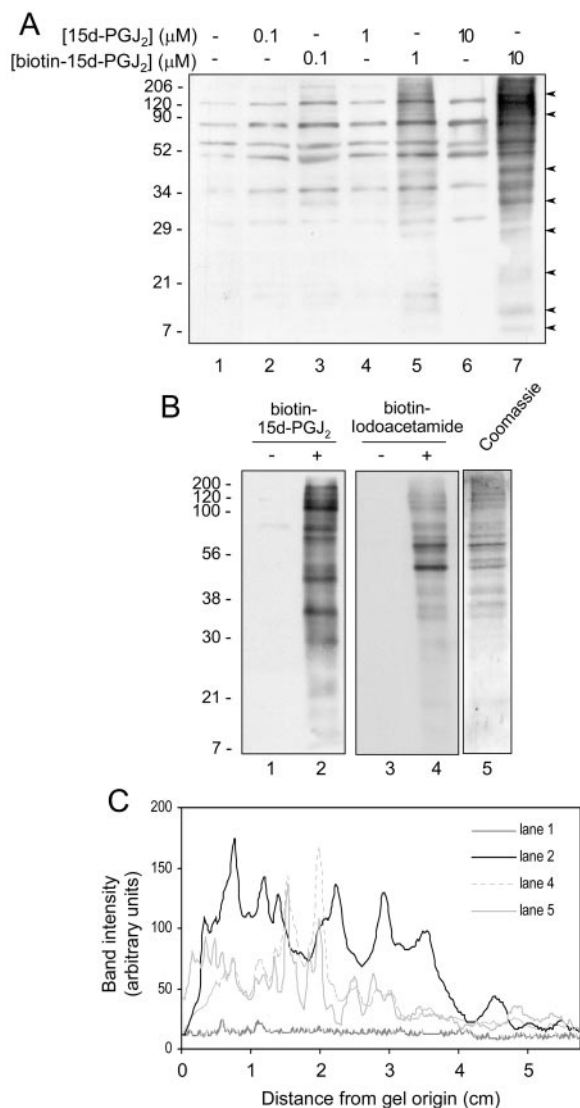 A
[15d-PGJ2] (μM) - 0.1 - 1 - 10 -
[biotin-15d-PGJ2] (μM) - - 0.1 - 1 - 10
206 -
120 -
90 -
52 -
34 -
29 -
21 -
7 -
1 2 3 4 5 6 7
B
biotin-
15d-PGJ2
biotin-
Iodoacetamide
Coomassie
- + - +
200 -
120 -
100 -
56 -
38 -
30 -
21 -
7 -
1 2 3 4 5
C
200
150
100
50
0
Band intensity
(arbitrary units)
lane 1
lane 2
lane 4
lane 5
0 1 2 3 4 5
Distance from gel origin (cm)